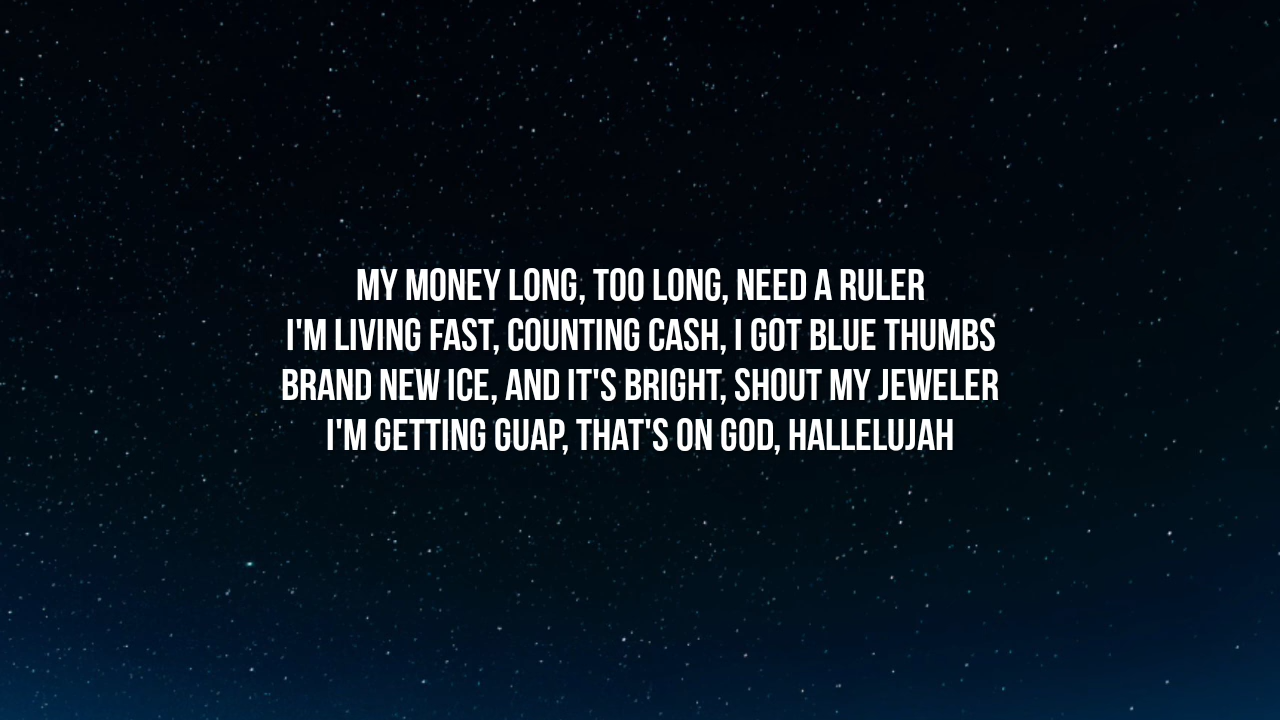 MY MONEY LONG, TOO LONG, NEED A RULER
I'M LIVING FAST, COUNTING CASH, I GOT BLUE THUMBS
BRAND NEW ICE, AND IT'S BRIGHT, SHOUT MY JEWELER
I'M GETTING GUAP, THAT'S ON GOD, HALLELUJAH